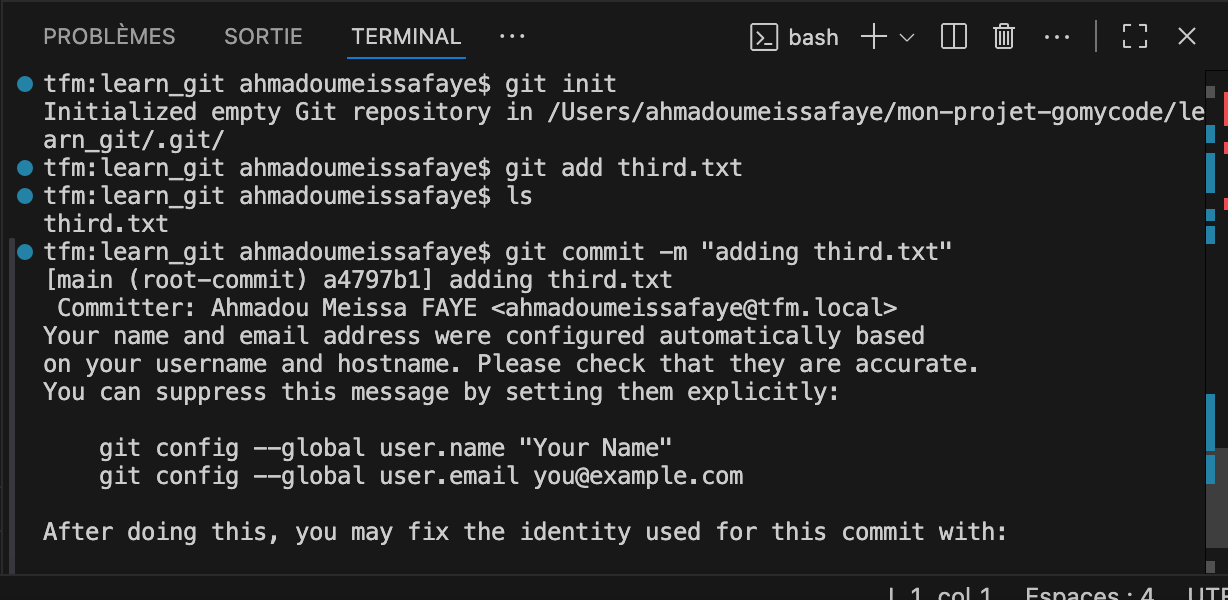 PROBLÈMES SORTIE TERMINAL ··· bash ···
tfm:learn_git ahmadoumeissafaye$ git init
Initialized empty Git repository in /Users/ahmadoumeissafaye/mon-projet-gomycode/le
arn_git/.git/
tfm:learn_git ahmadoumeissafaye$ git add third.txt
tfm:learn_git ahmadoumeissafaye$ ls
third.txt
tfm:learn_git ahmadoumeissafaye$ git commit -m "adding third.txt"
[main (root-commit) a4797b1] adding third.txt
 Committer: Ahmadou Meissa FAYE <ahmadoumeissafaye@tfm.local>
Your name and email address were configured automatically based
on your username and hostname. Please check that they are accurate.
You can suppress this message by setting them explicitly:
    git config --global user.name "Your Name"
    git config --global user.email you@example.com
After doing this, you may fix the identity used for this commit with:
L 1, col 1 Espaces : 4 UTF